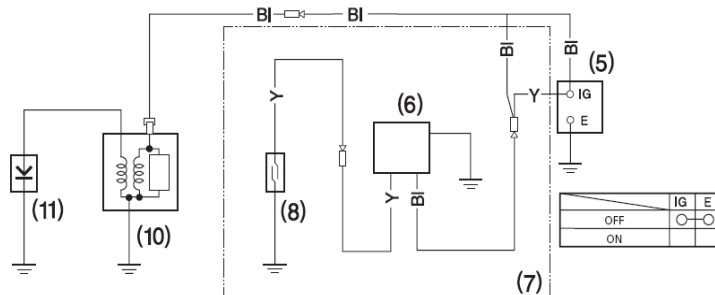 Bl Bl
Bl Bl
(5)
Y IG
Y
(6)
E
(11)
(10)
(8)
Y Bl
(7)
IG E
OFF
ON